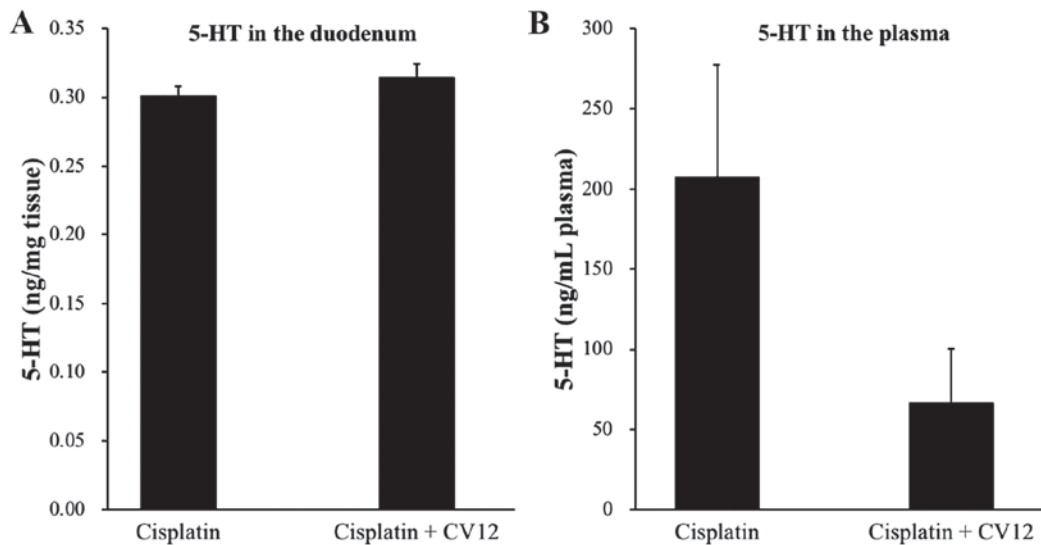 A
5-HT in the duodenum
5-HT (ng/mg tissue)
0.35
0.30
0.25
0.20
0.15
0.10
0.05
0.00
Cisplatin
Cisplatin + CV12
B
5-HT in the plasma
5-HT (ng/mL plasma)
300
250
200
150
100
50
0
Cisplatin
Cisplatin + CV12